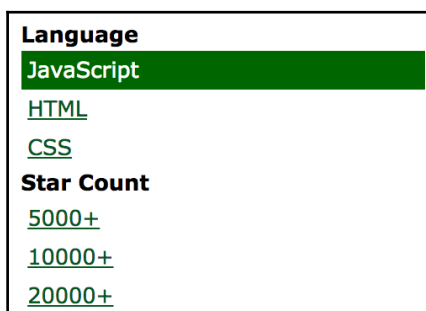 Language
JavaScript
HTML
CSS
Star Count
5000+
10000+
20000+